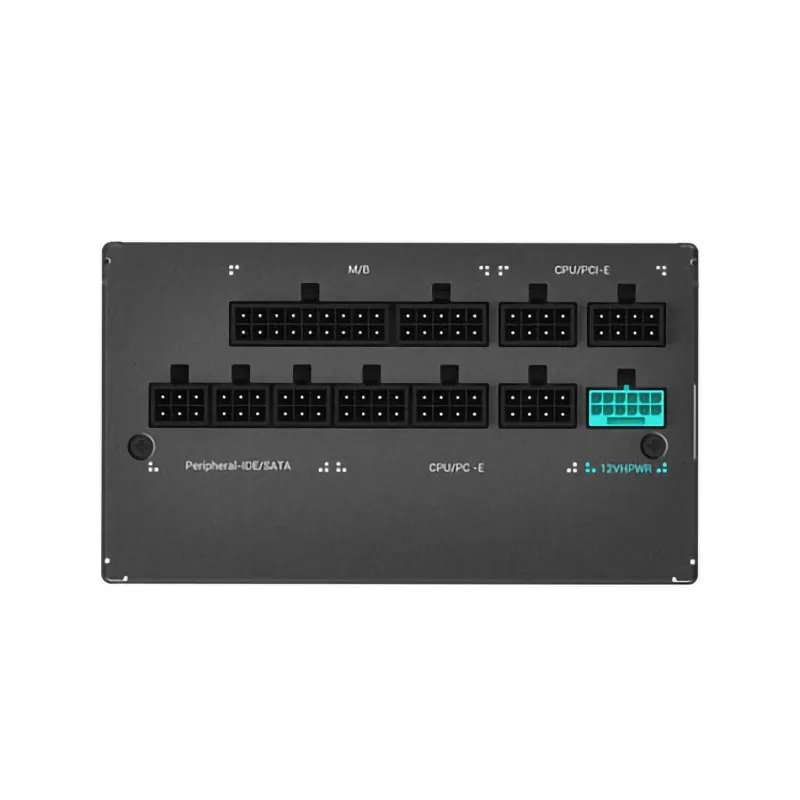 M/B
CPU/PCI-E
Peripheral-IDE/SATA
CPU/PC -E
12VHPWR